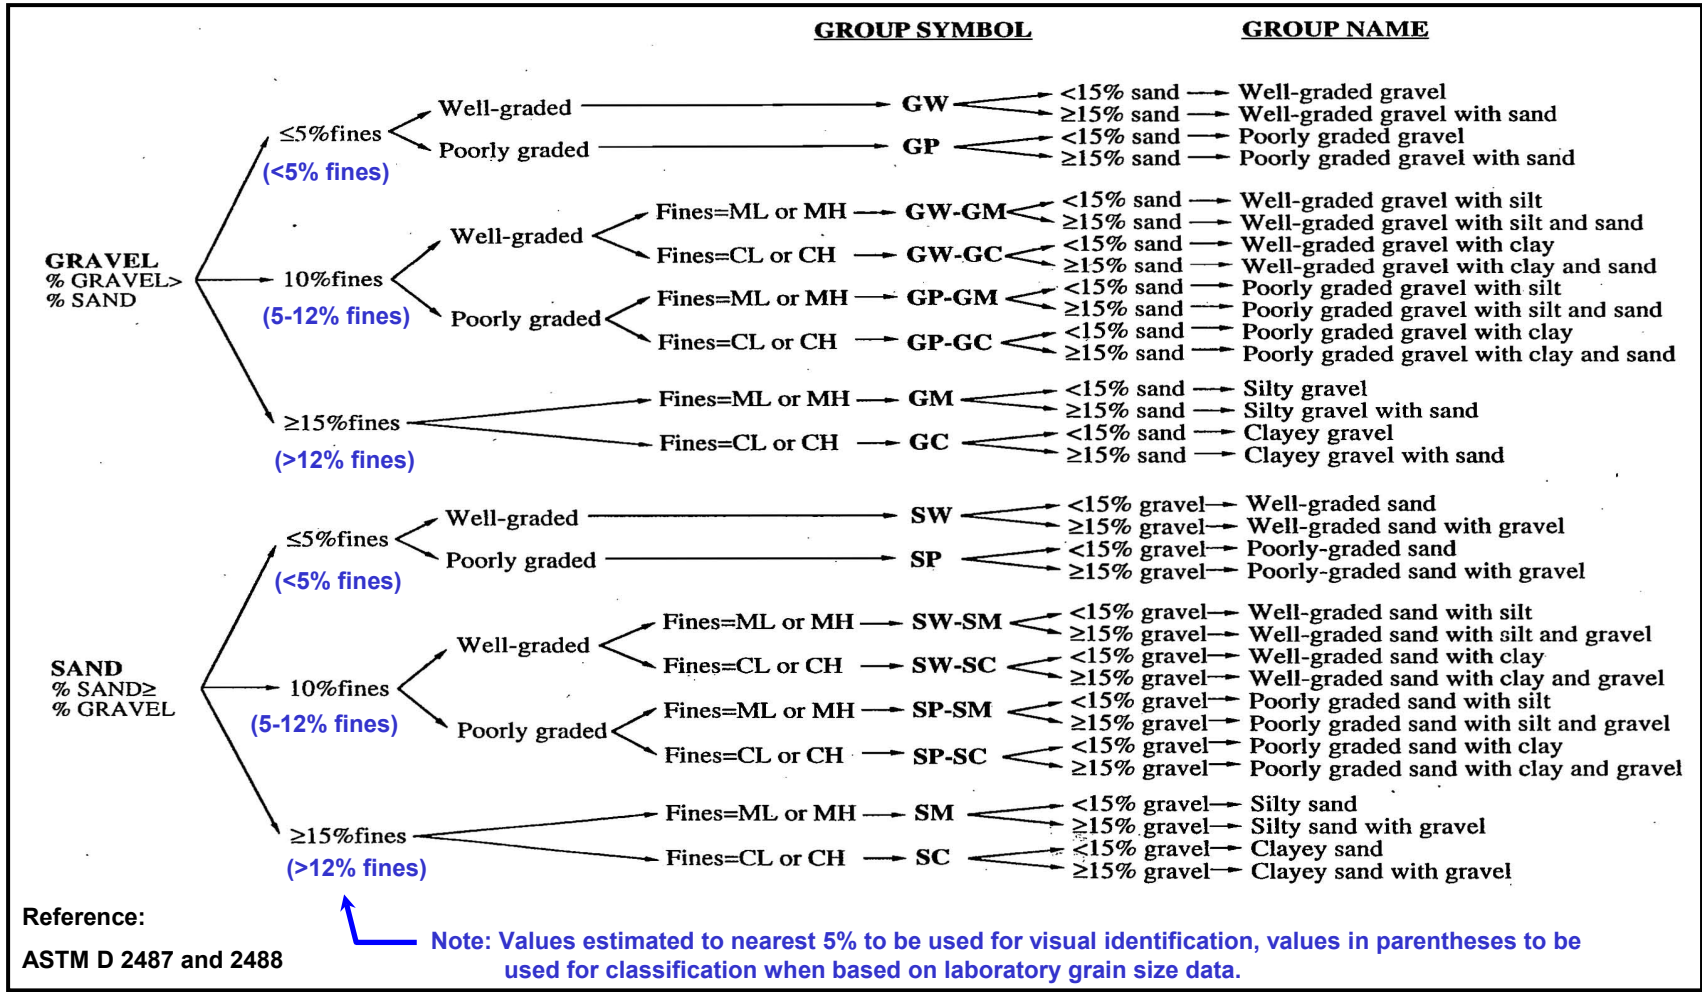 GROUP SYMBOL GROUP NAME
<15% sand Well-graded gravel
Well-graded GW
≥15% sand Well-graded gravel with sand
≤5%fines
<15% sand Poorly graded gravel
Poorly graded GP
≥15% sand Poorly graded gravel with sand
(<5% fines)
<15% sand Well-graded gravel with silt
Fines=ML or MH GW-GM
≥15% sand Well-graded gravel with silt and sand
Well-graded
<15% sand Well-graded gravel with clay
Fines=CL or CH GW-GC
≥15% sand Well-graded gravel with clay and sand
GRAVEL
% GRAVEL>
% SAND
10%fines
(5-12% fines)
<15% sand Poorly graded gravel with silt
Fines=ML or MH GP-GM
≥15% sand Poorly graded gravel with silt and sand
Poorly graded
<15% sand Poorly graded gravel with clay
Fines=CL or CH GP-GC
≥15% sand Poorly graded gravel with clay and sand
<15% sand Silty gravel
Fines=ML or MH GM
≥15% sand Silty gravel with sand
≥15%fines
<15% sand Clayey gravel
Fines=CL or CH GC
≥15% sand Clayey gravel with sand
(>12% fines)
<15% gravel Well-graded sand
Well-graded SW
≥15% gravel Well-graded sand with gravel
≤5%fines
<15% gravel Poorly-graded sand
Poorly graded SP
≥15% gravel Poorly-graded sand with gravel
(<5% fines)
<15% gravel Well-graded sand with silt
Fines=ML or MH SW-SM
≥15% gravel Well-graded sand with silt and gravel
Well-graded
<15% gravel Well-graded sand with clay
Fines=CL or CH SW-SC
≥15% gravel Well-graded sand with clay and gravel
SAND
% SAND≥
% GRAVEL
10%fines
(5-12% fines)
<15% gravel Poorly graded sand with silt
Fines=ML or MH SP-SM
≥15% gravel Poorly graded sand with silt and gravel
Poorly graded
<15% gravel Poorly graded sand with clay
Fines=CL or CH SP-SC
≥15% gravel Poorly graded sand with clay and gravel
<15% gravel Silty sand
Fines=ML or MH SM
≥15% gravel Silty sand with gravel
≥15%fines
<15% gravel Clayey sand
Fines=CL or CH SC
≥15% gravel Clayey sand with gravel
(>12% fines)
Reference:
ASTM D 2487 and 2488
Note: Values estimated to nearest 5% to be used for visual identification, values in parentheses to be
used for classification when based on laboratory grain size data.